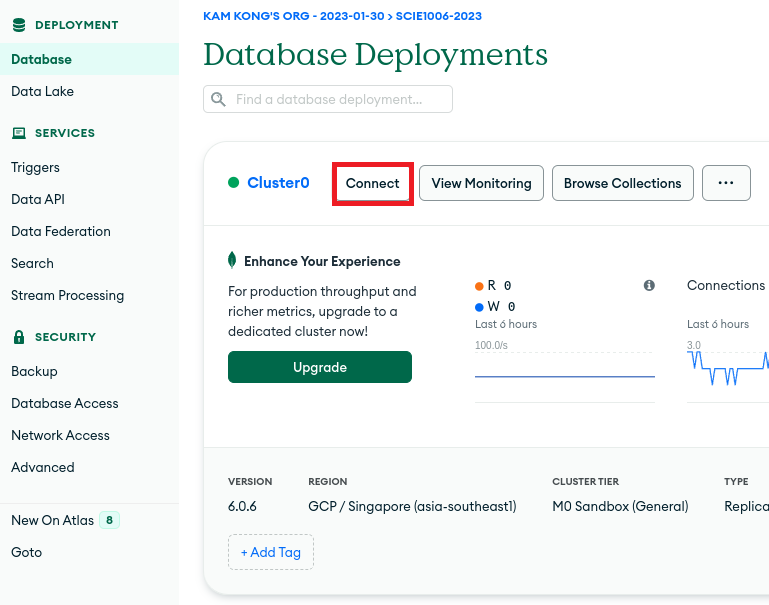 DEPLOYMENT
Database
Data Lake
SERVICES
Triggers
Data API
Data Federation
Search
Stream Processing
SECURITY
Backup
Database Access
Network Access
Advanced
New On Atlas 8
Goto
KAM KONG'S ORG - 2023-01-30 > SCIE1006-2023
Database Deployments
Find a database deployment...
Cluster0 Connect View Monitoring Browse Collections ...
Enhance Your Experience
For production throughput and
richer metrics, upgrade to a
dedicated cluster now!
Upgrade
R 0
W 0
Last 6 hours
100.0/s
Connections
Last 6 hours
3.0
VERSION REGION CLUSTER TIER TYPE
6.0.6 GCP / Singapore (asia-southeast1) M0 Sandbox (General) Replica
+ Add Tag